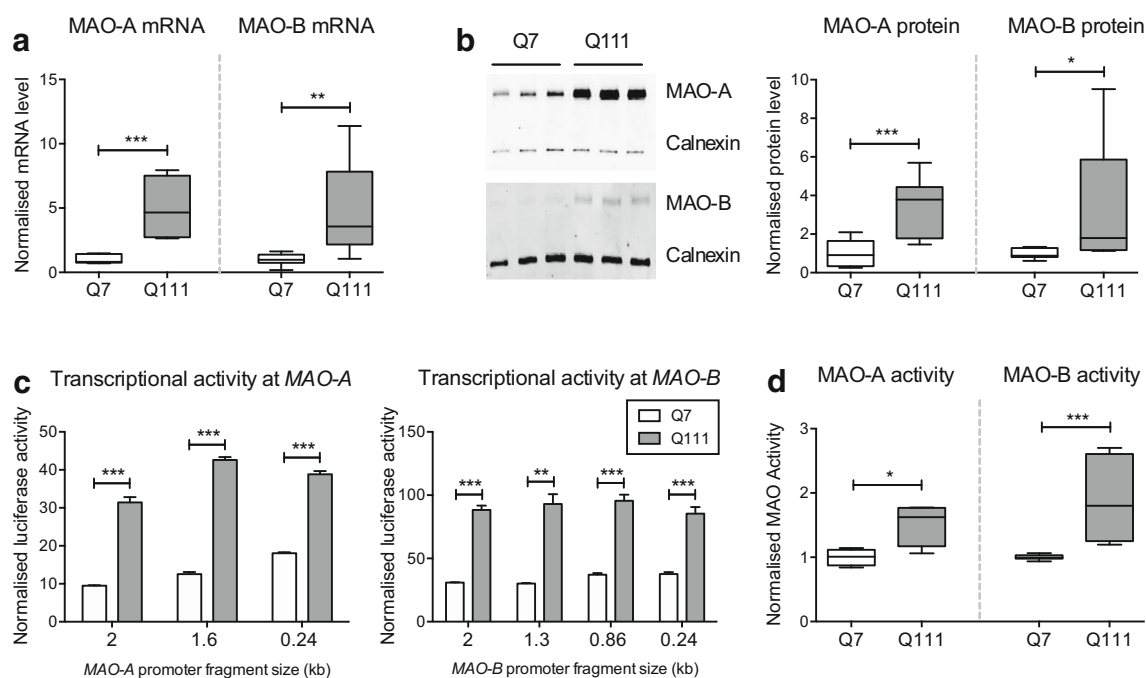 a
MAO-A mRNA
MAO-B mRNA
Normalised mRNA level
15
10
5
0
***
**
Q7
Q111
Q7
Q111
b
Q7
Q111
MAO-A
Calnexin
MAO-B
Calnexin
MAO-A protein
MAO-B protein
Normalised protein level
10
8
6
4
2
0
***
*
Q7
Q111
Q7
Q111
c
Transcriptional activity at MAO-A
Normalised luciferase activity
50
40
30
20
10
0
***
***
***
2
1.6
0.24
MAO-A promoter fragment size (kb)
Transcriptional activity at MAO-B
Normalised luciferase activity
150
100
50
0
Q7
Q111
***
**
***
***
2
1.3
0.86
0.24
MAO-B promoter fragment size (kb)
d
MAO-A activity
MAO-B activity
Normalised MAO Activity
3
2
1
0
*
***
Q7
Q111
Q7
Q111